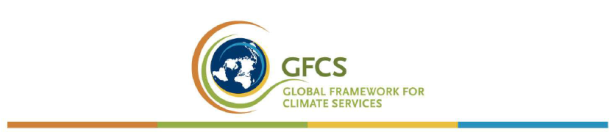 GFCS
GLOBAL FRAMEWORK FOR
CLIMATE SERVICES